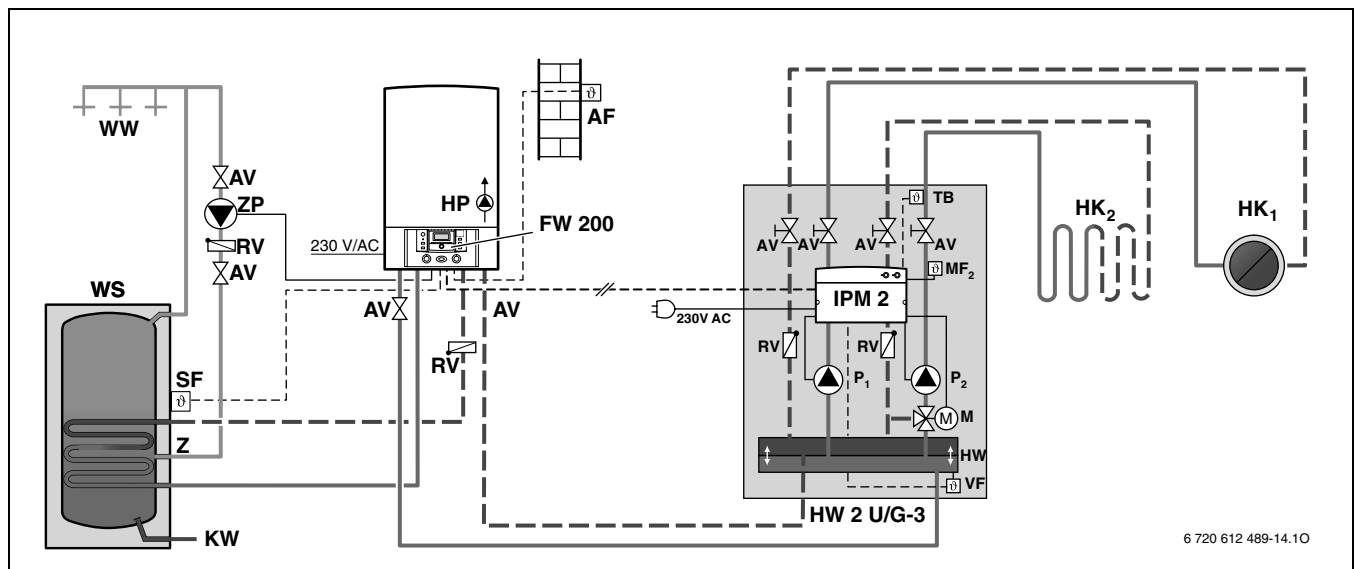 WW
AV
ZP
RV
AV
WS
SF
ϑ
Z
KW
230 V/AC
HP
FW 200
ϑ
AF
AV
AV
RV
230V AC
ϑ TB
AV
AV
AV
AV
ϑ MF₂
IPM 2
RV
RV
P₁
P₂
M M
HW
ϑ VF
HW 2 U/G-3
HK₂
HK₁
6 720 612 489-14.1O